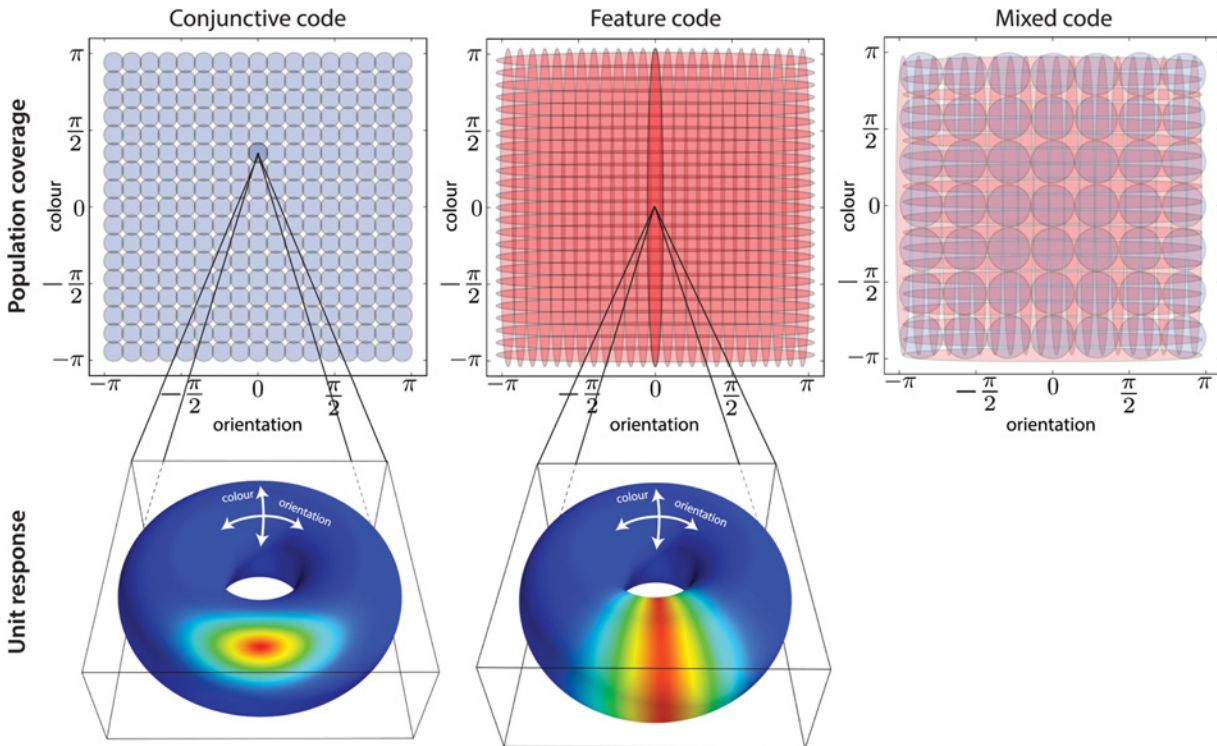 Conjunctive code
Feature code
Mixed code
Population coverage
colour
π
π/2
0
−π/2
−π
−π
−π/2
0
π/2
π
orientation
colour
π
π/2
0
−π/2
−π
−π
−π/2
0
π/2
π
orientation
colour
π
π/2
0
−π/2
−π
−π
−π/2
0
π/2
π
orientation
Unit response
colour
orientation
colour
orientation